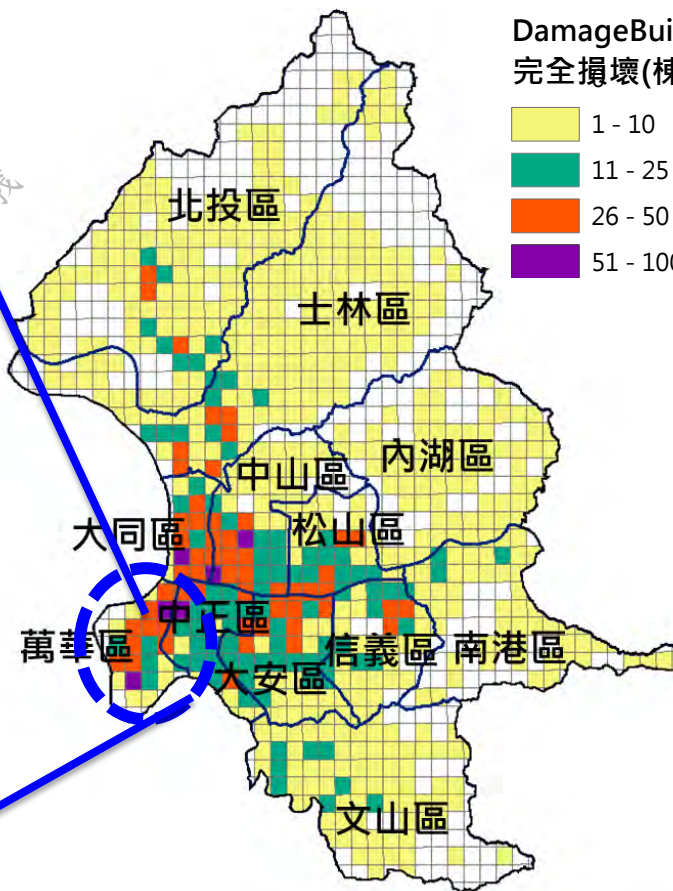 DamageBui
完全損壞(棟
1 - 10
11 - 25
26 - 50
51 - 100
北投區
士林區
內湖區
中山區
松山區
大同區
中正區
萬華區
信義區
南港區
大安區
文山區